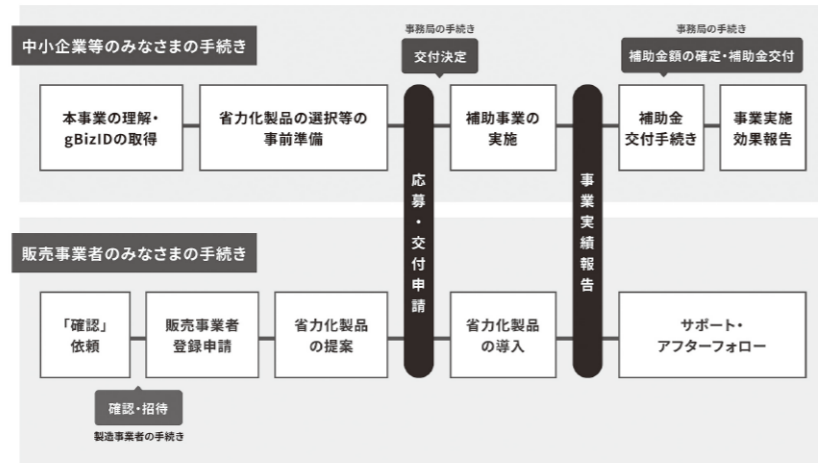 事務局の手続き
事務局の手続き
中小企業等のみなさまの手続き
交付決定
補助金額の確定・補助金交付
本事業の理解・
gBizIDの取得
省力化製品の選択等の
事前準備
補助事業の
実施
補助金
交付手続き
事業実施
効果報告
応募・交付申請
事業実績報告
販売事業者のみなさまの手続き
「確認」
依頼
販売事業者
登録申請
省力化製品
の提案
省力化製品
の導入
サポート・
アフターフォロー
確認・招待
製造事業者の手続き